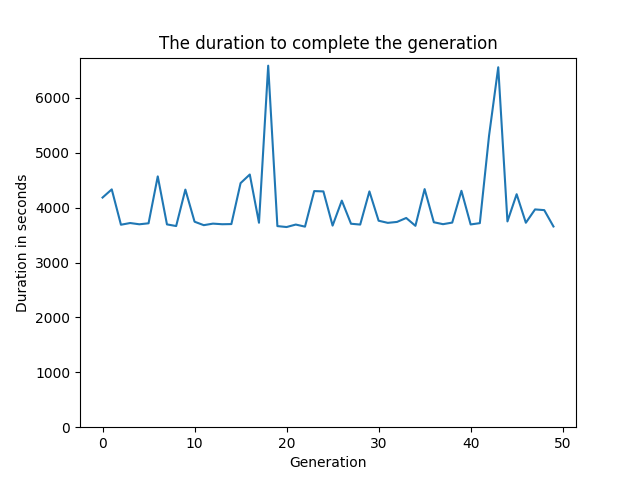 The duration to complete the generation
Duration in seconds
6000
5000
4000
3000
2000
1000
0
0 10 20 30 40 50
Generation